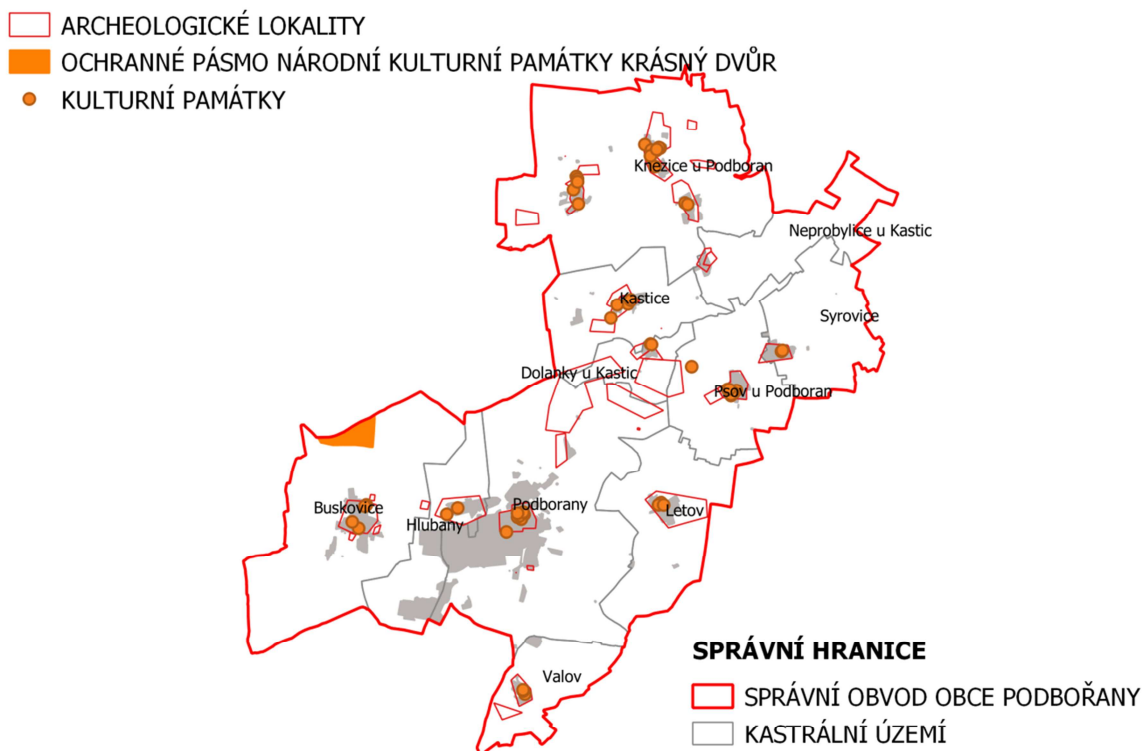 ARCHEOLOGICKÉ LOKALITY
OCHRANNÉ PÁSMO NÁRODNÍ KULTURNÍ PAMÁTKY KRÁSNÝ DVŮR
KULTURNÍ PAMÁTKY
Knezice u Podboran
Neprobylice u Kastic
Kastice
Syrovice
Dolanky u Kastic
Psov u Podboran
Buskovice
Hlubany
Podborany
Letov
Valov
SPRÁVNÍ HRANICE
SPRÁVNÍ OBVOD OBCE PODBOŘANY
KASTRÁLNÍ ÚZEMÍ